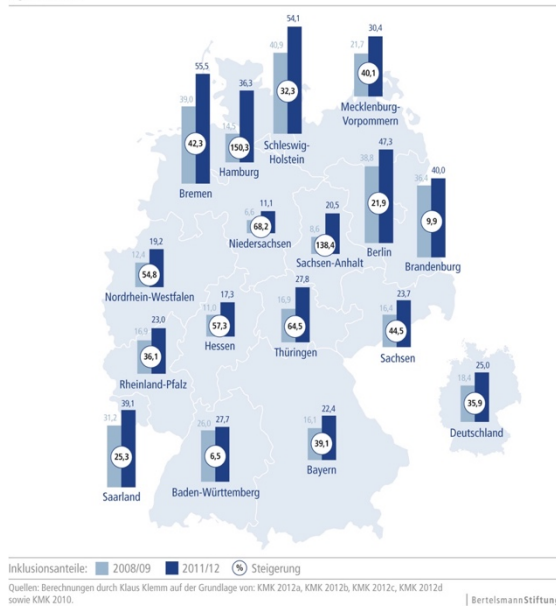 54,1
40,9
32,3
Schleswig-
Holstein
30,4
21,7
40,1
Mecklenburg-
Vorpommern
55,5
39,0
42,3
Bremen
36,3
14,5
150,3
Hamburg
47,3
38,8
21,9
Berlin
40,0
36,4
9,9
Brandenburg
11,1
6,6
68,2
Niedersachsen
20,5
8,6
138,4
Sachsen-Anhalt
19,2
12,4
54,8
Nordrhein-Westfalen
17,3
11,0
57,3
Hessen
27,8
16,9
64,5
Thüringen
23,7
16,4
44,5
Sachsen
23,0
16,9
36,1
Rheinland-Pfalz
25,0
18,4
35,9
Deutschland
39,1
31,2
25,3
Saarland
27,7
26,0
6,5
Baden-Württemberg
22,4
16,1
39,1
Bayern
Inklusionsanteile: 2008/09 2011/12 % Steigerung
Quellen: Berechnungen durch Klaus Klemm auf der Grundlage von: KMK 2012a, KMK 2012b, KMK 2012c, KMK 2012d
sowie KMK 2010.
BertelsmannStiftung